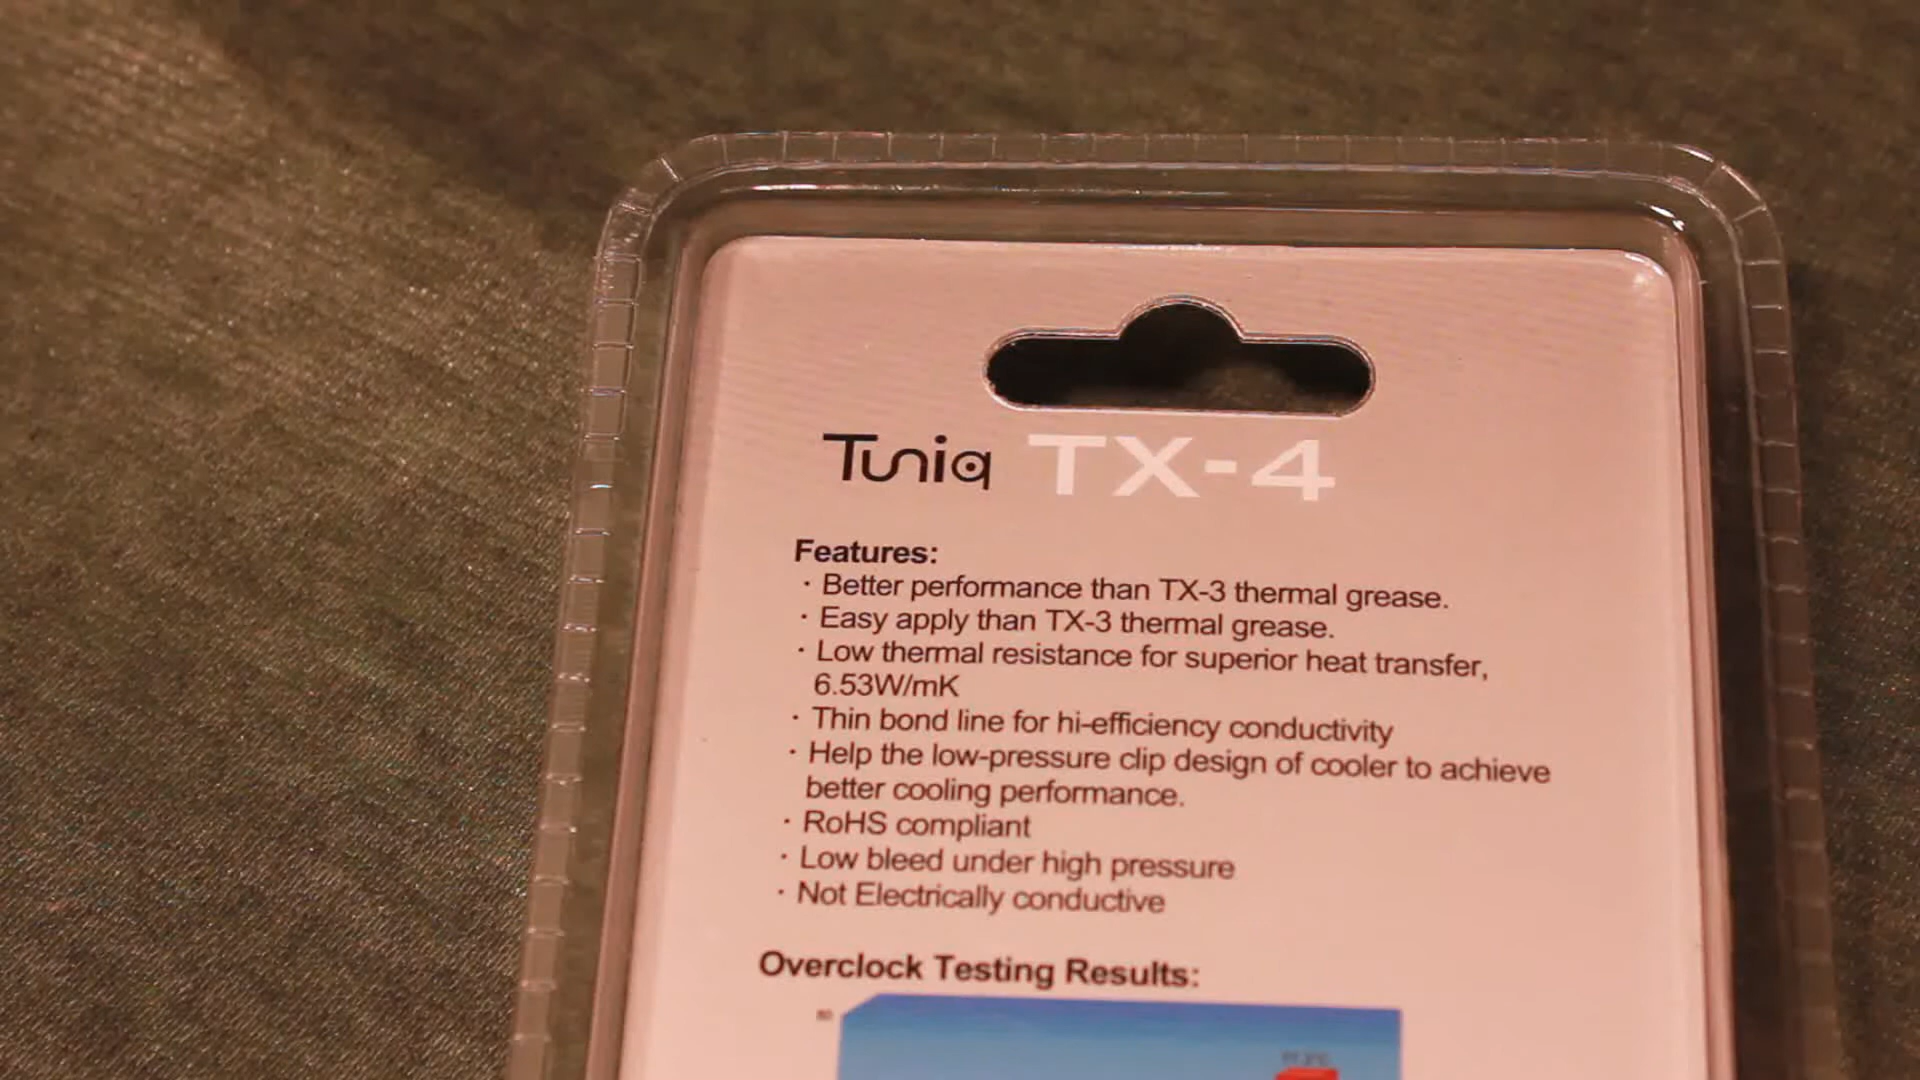 Tuniq TX-4
Features:
· Better performance than TX-3 thermal grease.
· Easy apply than TX-3 thermal grease.
· Low thermal resistance for superior heat transfer,
6.53W/mK
· Thin bond line for hi-efficiency conductivity
· Help the low-pressure clip design of cooler to achieve
better cooling performance.
· RoHS compliant
· Low bleed under high pressure
· Not Electrically conductive
Overclock Testing Results: